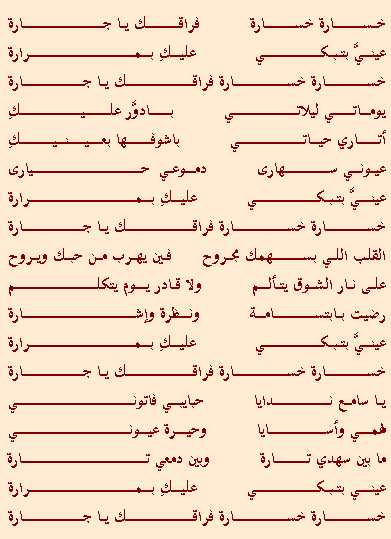 خسارة خسارة فراقك يا جارة
عينيَّ بتبكي عليكِ بمرارة
خسارة خسارة خسارة فراقك يا جارة
يوماتي ليلاتي بادوَّر عليكِ
أتاري حياتي باشوفها بعينيكِ
عيوني سهارى دموعي حيارى
عينيَّ بتبكي عليكِ بمرارة
خسارة خسارة فراقك يا جارة
القلب اللي بسهمك مجروح فين يهرب من حبك ويروح
على نار الشوق يتألم ولا قادر يوم يتكلم
رضيت بابتسامة ونظرة وإشارة
عينيَّ بتبكي عليكِ بمرارة
خسارة خسارة فراقك يا جارة
يا سامع ندايا حبايبي فاتوني
همي وأسايا وحيرة عيوني
ما بين سهدي تارة وبين دمعي تارة
عيني بتبكي عليكِ بمرارة
خسارة خسارة فراقك يا جارة